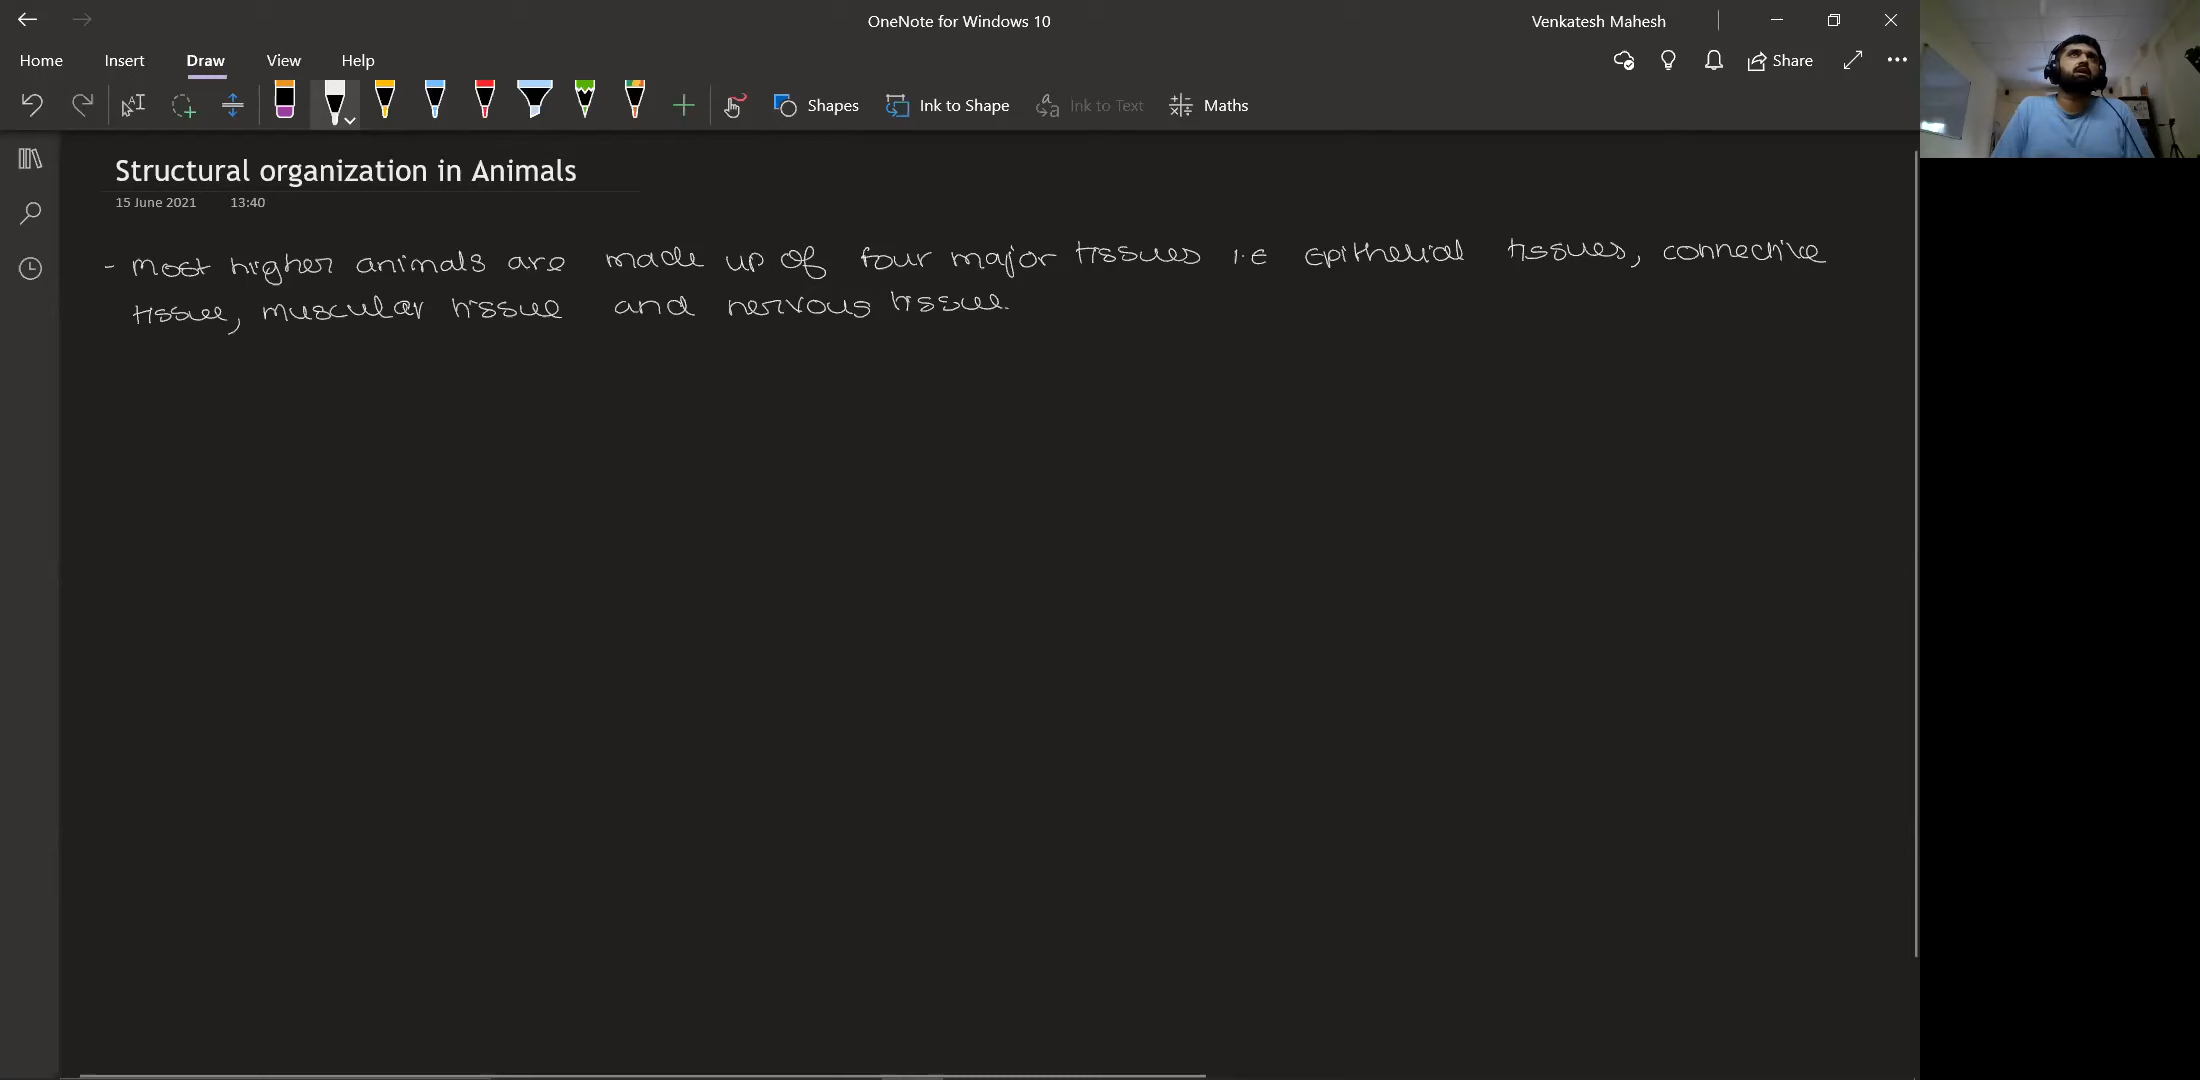 OneNote for Windows 10
Venkatesh Mahesh
Home Insert Draw View Help
Share
Shapes Ink to Shape Ink to Text Maths
Structural organization in Animals
15 June 2021 13:40
- most higher animals are made up of four major tissues i.e epithelial tissues, connective
tissue, muscular tissue and nervous tissue.